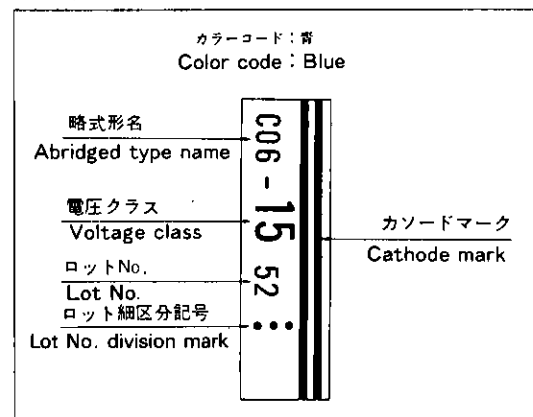 カラーコード：青
Color code：Blue
略式形名
Abridged type name
電圧クラス
Voltage class
ロットNo.
Lot No.
ロット細区分記号
Lot No. division mark
C06-15 52 •••
カソードマーク
Cathode mark